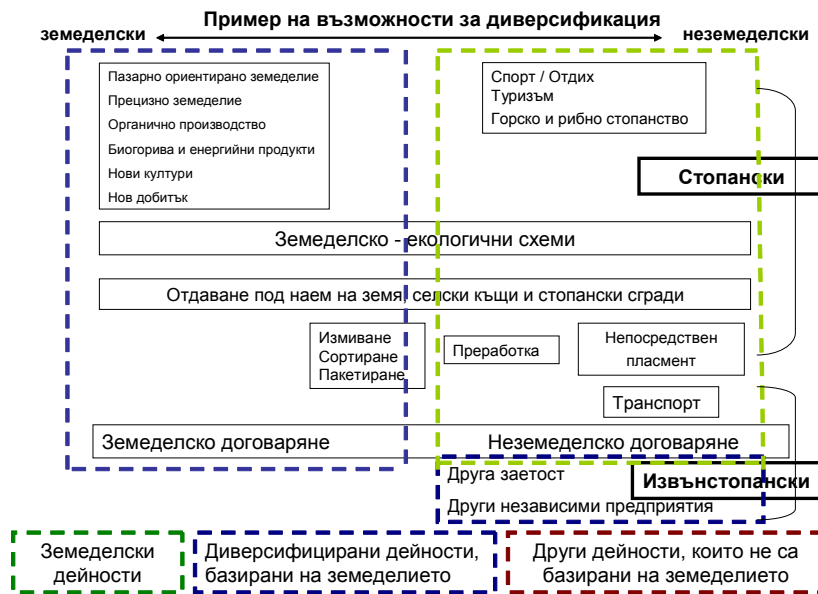 Пример на възможности за диверсификация
земеделски
неземеделски
Пазарно ориентирано земеделие
Прецизно земеделие
Органично производство
Биогорива и енергийни продукти
Нови култури
Нов добитък
Спорт / Отдих
Туризъм
Горско и рибно стопанство
Стопански
Земеделско - екологични схеми
Отдаване под наем на земя, селски къщи и стопански сгради
Измиване
Сортиране
Пакетиране
Преработка
Непосредствен
пласмент
Транспорт
Земеделско договаряне
Неземеделско договаряне
Друга заетост
Други независими предприятия
Извънстопански
Земеделски
дейности
Диверсифицирани дейности,
базирани на земеделието
Други дейности, които не са
базирани на земеделието